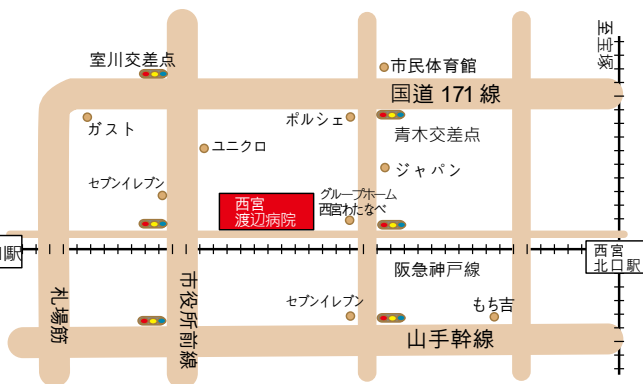 室川交差点
至宝塚
市民体育館
国道 171 線
ガスト
ポルシェ
青木交差点
ユニクロ
ジャパン
セブンイレブン
西宮
渡辺病院
グループホーム
西宮わたなべ
駅
西宮
北口駅
阪急神戸線
札場筋
市役所前線
セブンイレブン
もち吉
山手幹線